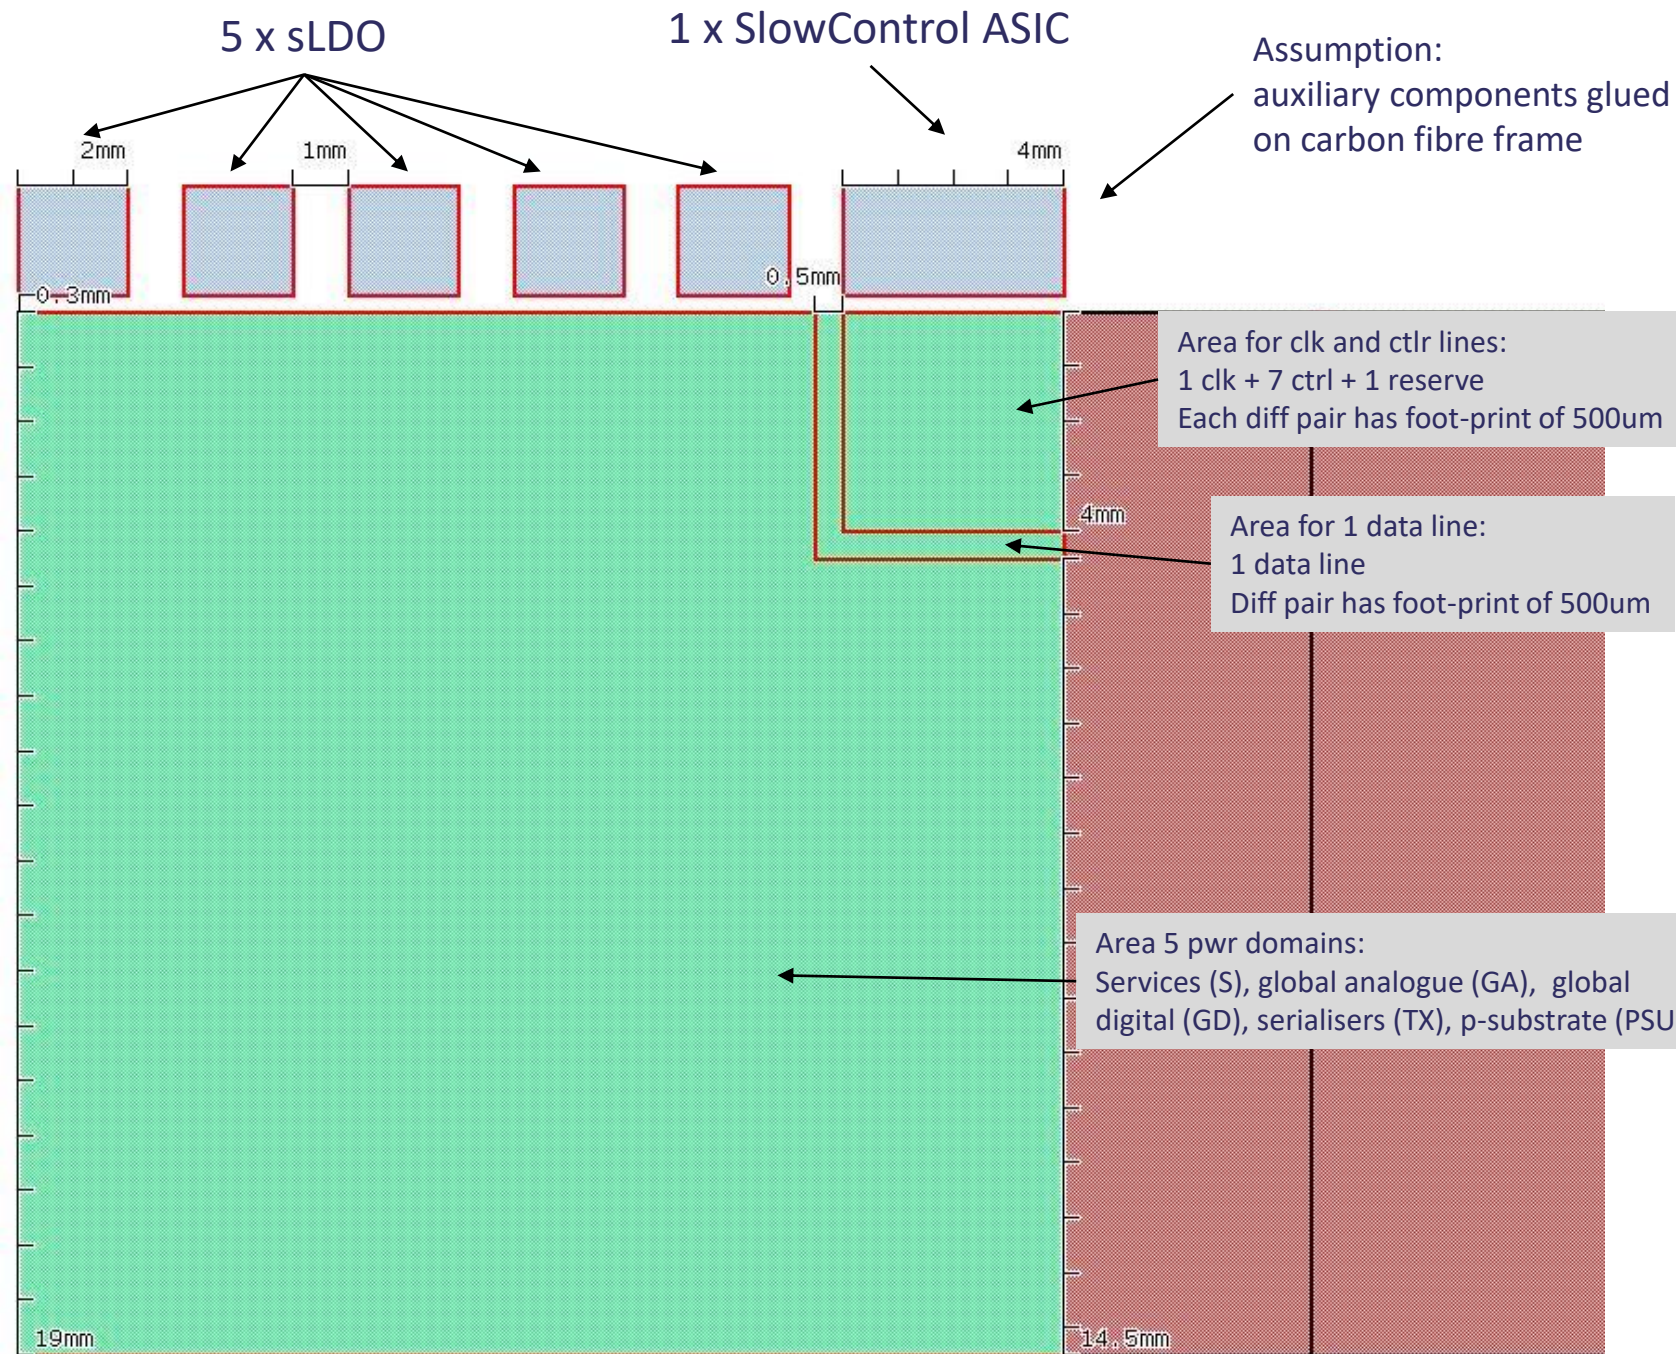 5 x sLDO
1 x SlowControl ASIC
Assumption:
auxiliary components glued
on carbon fibre frame
2mm
1mm
4mm
0.3mm
0.5mm
Area for clk and ctlr lines:
1 clk + 7 ctrl + 1 reserve
Each diff pair has foot-print of 500um
4mm
Area for 1 data line:
1 data line
Diff pair has foot-print of 500um
Area 5 pwr domains:
Services (S), global analogue (GA), global
digital (GD), serialisers (TX), p-substrate (PSU
19mm
14.5mm